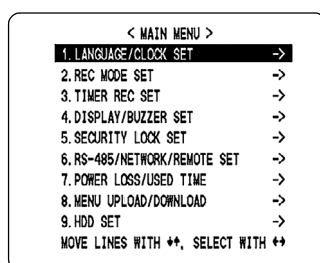 < MAIN MENU >
1. LANGUAGE/CLOCK SET ->
2. REC MODE SET ->
3. TIMER REC SET ->
4. DISPLAY/BUZZER SET ->
5. SECURITY LOCK SET ->
6. RS-485/NETWORK/REMOTE SET ->
7. POWER LOSS/USED TIME ->
8. MENU UPLOAD/DOWNLOAD ->
9. HDD SET ->
MOVE LINES WITH ↓↑, SELECT WITH ←→